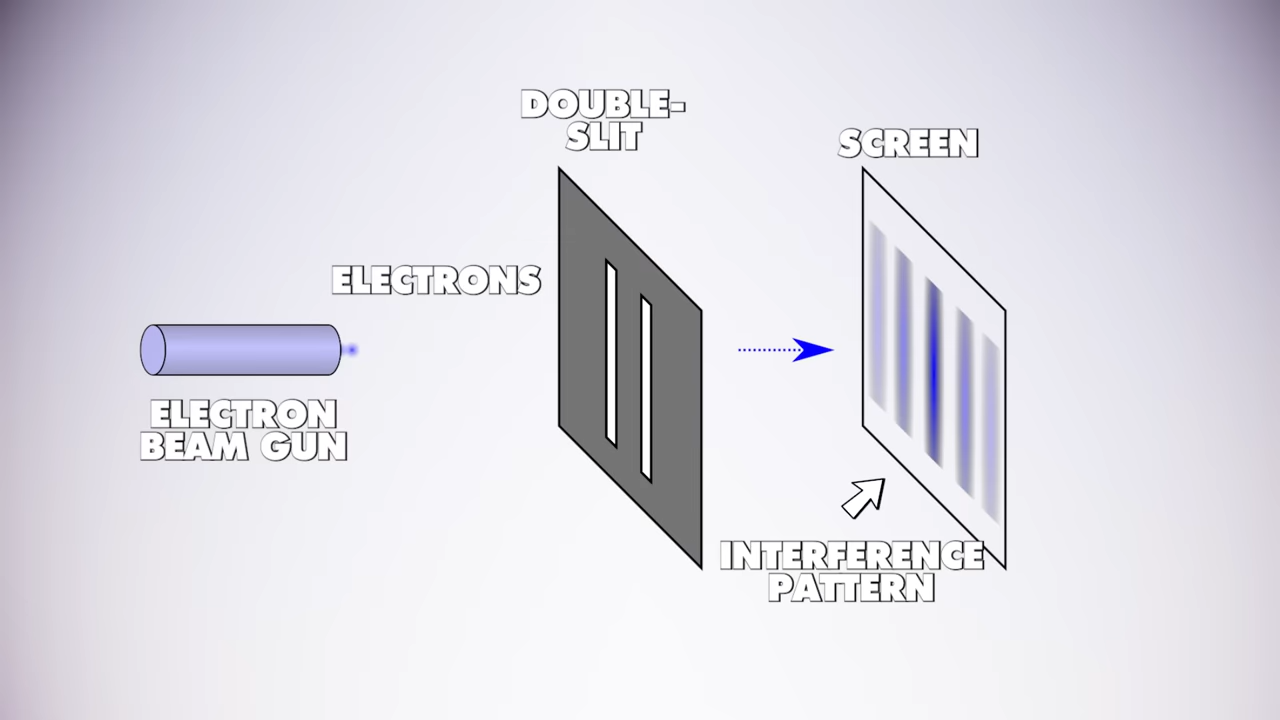 DOUBLE-
SLIT
SCREEN
ELECTRONS
ELECTRON
BEAM GUN
INTERFERENCE
PATTERN